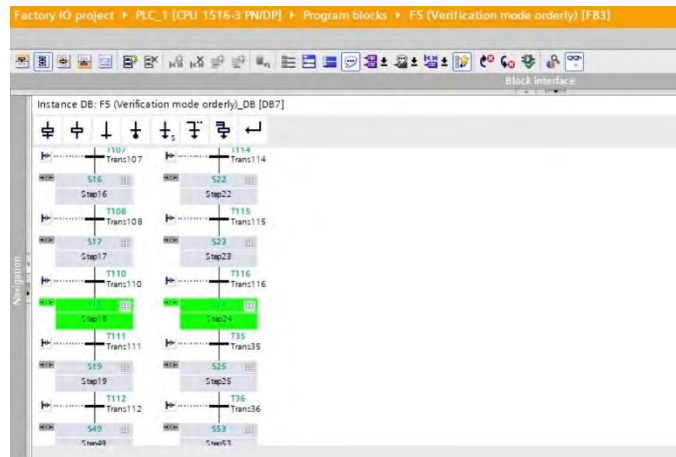 Factory IO project ▸ PLC_1 [CPU 1516-3 PN/DP] ▸ Program blocks ▸ F5 (Verification mode orderly) [FB3]
Block interface
Instance DB: F5 (Verification mode orderly)_DB [DB7]
Navigation
T107
Trans107
S16
Step16
T108
Trans108
S17
Step17
T110
Trans110
Step18
T111
Trans111
S19
Step19
T112
Trans112
S49
Step49
T114
Trans114
S22
Step22
T115
Trans115
S23
Step23
T116
Trans116
Step24
T35
Trans35
S25
Step25
T36
Trans36
S53
Step53